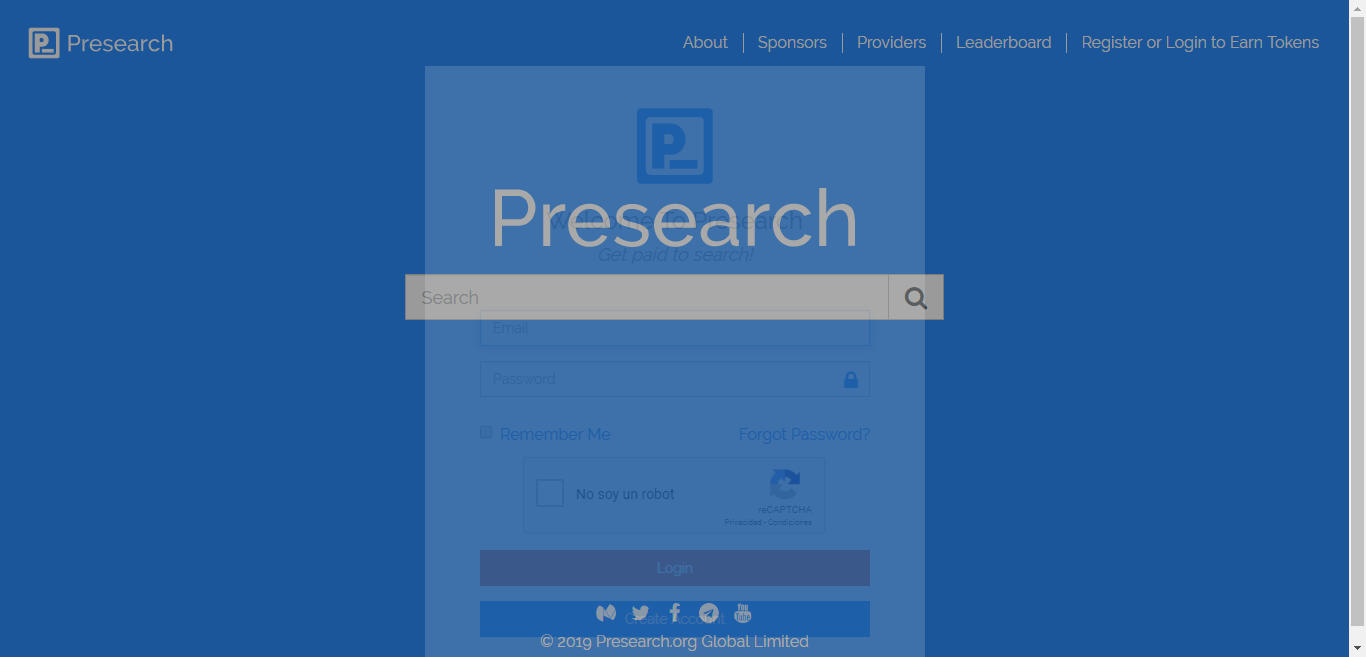 Presearch
About
Sponsors
Providers
Leaderboard
Register or Login to Earn Tokens
Presearch
Welcome To Presearch
Get paid to search!
Search
Email
Password
Remember Me
Forgot Password?
No soy un robot
reCAPTCHA
Privacidad - Condiciones
Login
Create Account
You Tube
© 2019 Presearch.org Global Limited